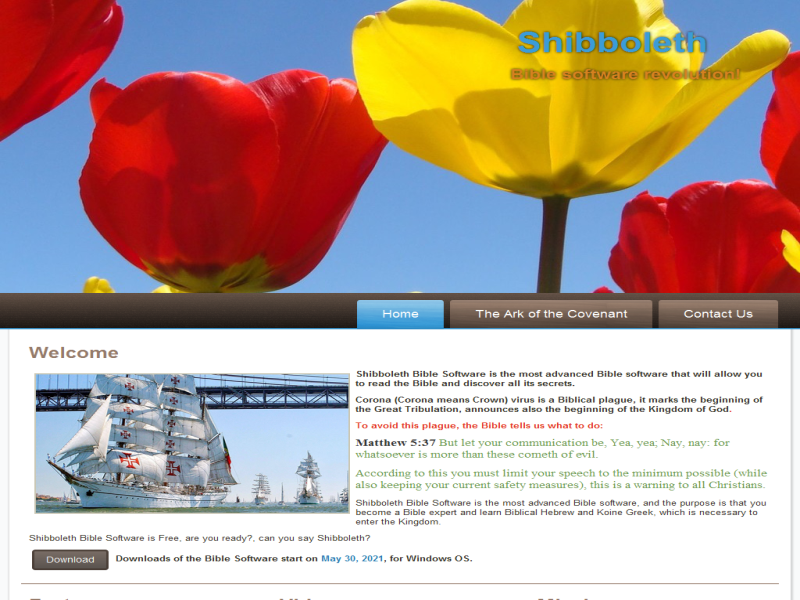 Shibboleth
Bible software revolution!
Home
The Ark of the Covenant
Contact Us
Welcome
Shibboleth Bible Software is the most advanced Bible software that will allow you
to read the Bible and discover all its secrets.
Corona (Corona means Crown) virus is a Biblical plague, it marks the beginning of
the Great Tribulation, announces also the beginning of the Kingdom of God.
To avoid this plague, the Bible tells us what to do:
Matthew 5:37 But let your communication be, Yea, yea; Nay, nay: for
whatsoever is more than these cometh of evil.
According to this you must limit your speech to the minimum possible (while
also keeping your current safety measures), this is a warning to all Christians.
Shibboleth Bible Software is the most advanced Bible software, and the purpose is that you
become a Bible expert and learn Biblical Hebrew and Koine Greek, which is necessary to
enter the Kingdom.
Shibboleth Bible Software is Free, are you ready?, can you say Shibboleth?
Download
Downloads of the Bible Software start on May 30, 2021, for Windows OS.